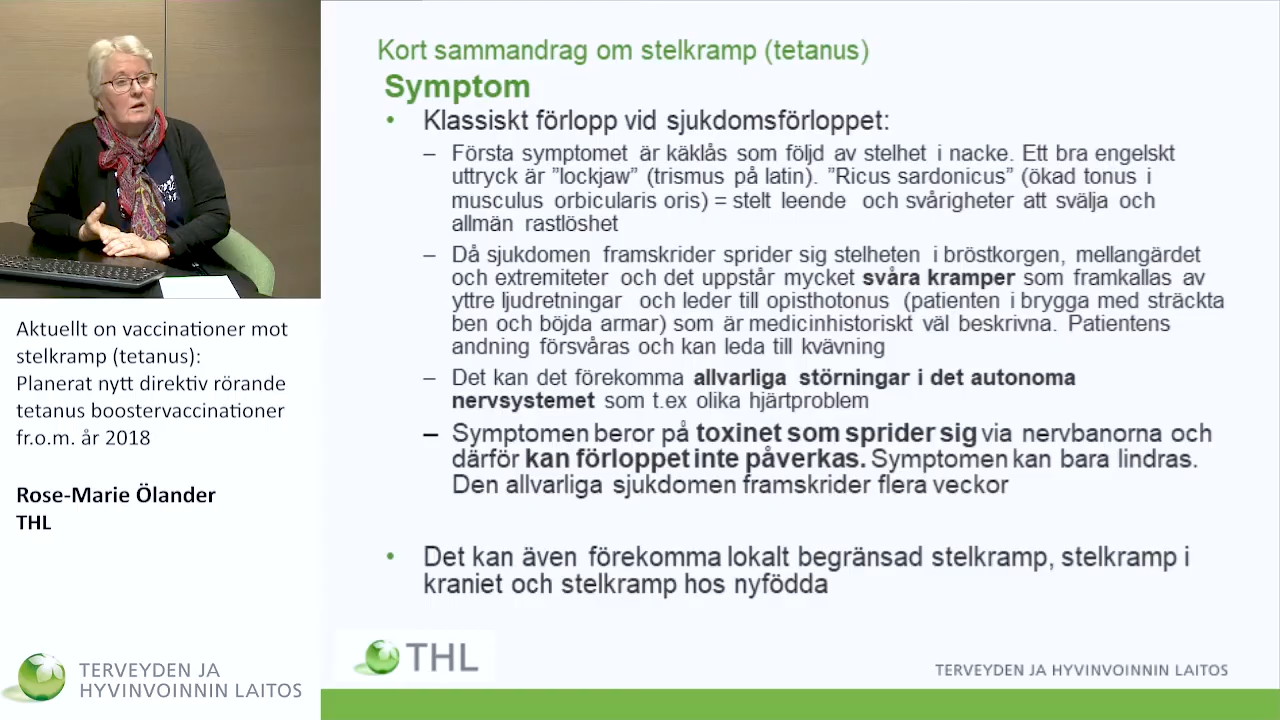 Kort sammandrag om stelkramp (tetanus)
Symptom
• Klassiskt förlopp vid sjukdomsförloppet:
– Första symptomet är käklås som följd av stelhet i nacke. Ett bra engelskt
uttryck är ”lockjaw” (trismus på latin). ”Ricus sardonicus” (ökad tonus i
musculus orbicularis oris) = stelt leende och svårigheter att svälja och
allmän rastlöshet
– Då sjukdomen framskrider sprider sig stelheten i bröstkorgen, mellangärdet
och extremiteter och det uppstår mycket svåra kramper som framkallas av
yttre ljudretningar och leder till opisthotonus (patienten i brygga med sträckta
ben och böjda armar) som är medicinhistoriskt väl beskrivna. Patientens
andning försvåras och kan leda till kvävning
– Det kan det förekomma allvarliga störningar i det autonoma
nervsystemet som t.ex olika hjärtproblem
– Symptomen beror på toxinet som sprider sig via nervbanorna och
därför kan förloppet inte påverkas. Symptomen kan bara lindras.
Den allvarliga sjukdomen framskrider flera veckor
• Det kan även förekomma lokalt begränsad stelkramp, stelkramp i
kraniet och stelkramp hos nyfödda
THL
TERVEYDEN JA HYVINVOINNIN LAITOS
Aktuellt on vaccinationer mot
stelkramp (tetanus):
Planerat nytt direktiv rörande
tetanus boostervaccinationer
fr.o.m. år 2018
Rose-Marie Ölander
THL
TERVEYDEN JA
HYVINVOINNIN LAITOS